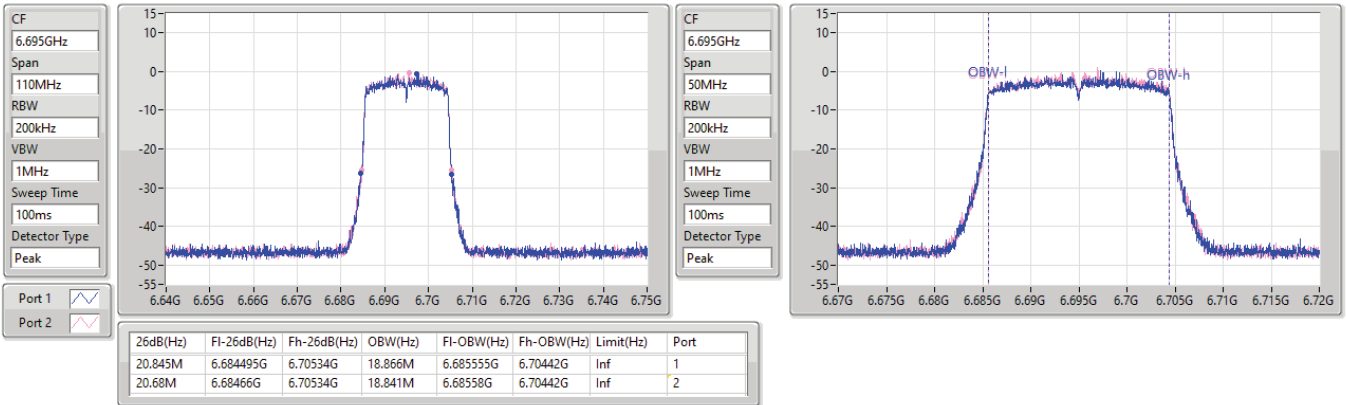 CF
6.695GHz
Span
110MHz
RBW
200kHz
VBW
1MHz
Sweep Time
100ms
Detector Type
Peak
Port 1
Port 2
15
10
0
-10
-20
-30
-40
-50
-55
6.64G 6.65G 6.66G 6.67G 6.68G 6.69G 6.7G 6.71G 6.72G 6.73G 6.74G 6.75G
CF
6.695GHz
Span
50MHz
RBW
200kHz
VBW
1MHz
Sweep Time
100ms
Detector Type
Peak
15
10
0
-10
-20
-30
-40
-50
-55
OBW-l OBW-h
6.67G 6.675G 6.68G 6.685G 6.69G 6.695G 6.7G 6.705G 6.71G 6.715G 6.72G
26dB(Hz) Fl-26dB(Hz) Fh-26dB(Hz) OBW(Hz) Fl-OBW(Hz) Fh-OBW(Hz) Limit(Hz) Port
20.845M 6.684495G 6.70534G 18.866M 6.685555G 6.70442G Inf 1
20.68M 6.68466G 6.70534G 18.841M 6.68558G 6.70442G Inf 2